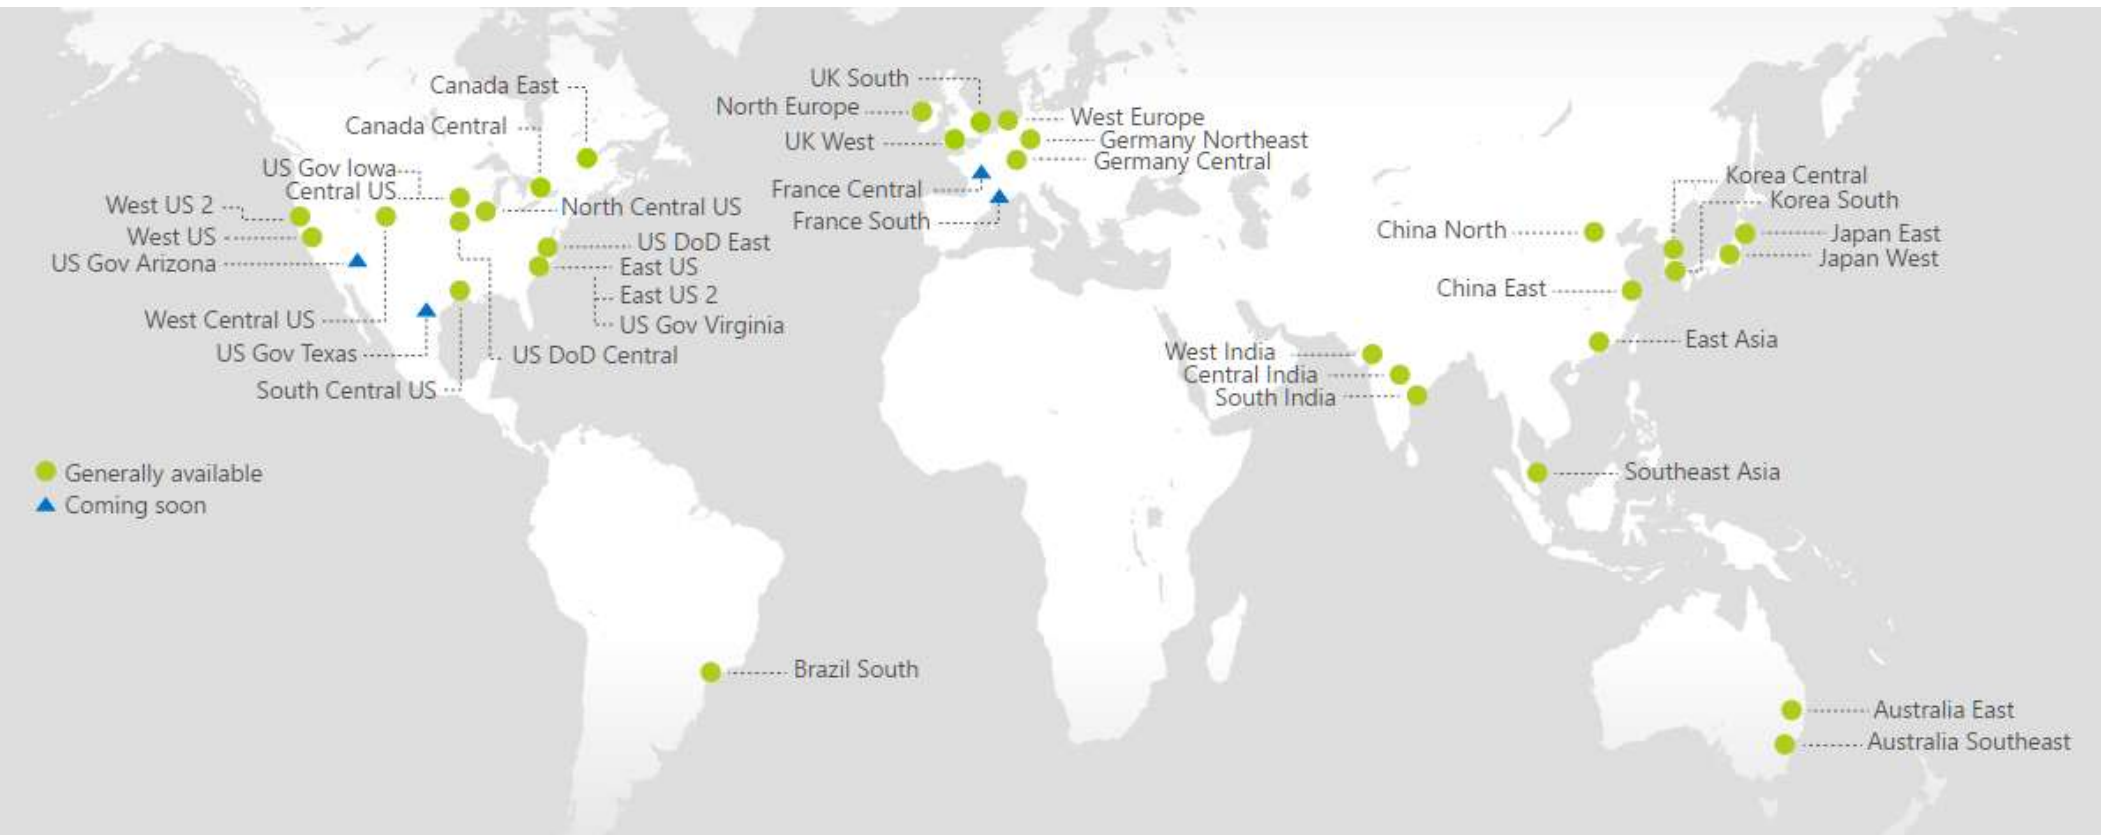 Canada East
Canada Central
US Gov Iowa
Central US
West US 2
West US
US Gov Arizona
West Central US
US Gov Texas
South Central US
North Central US
US DoD East
East US
East US 2
US Gov Virginia
US DoD Central
Generally available
Coming soon
Brazil South
UK South
North Europe
UK West
West Europe
Germany Northeast
Germany Central
France Central
France South
Korea Central
Korea South
China North
Japan East
Japan West
China East
East Asia
West India
Central India
South India
Southeast Asia
Australia East
Australia Southeast